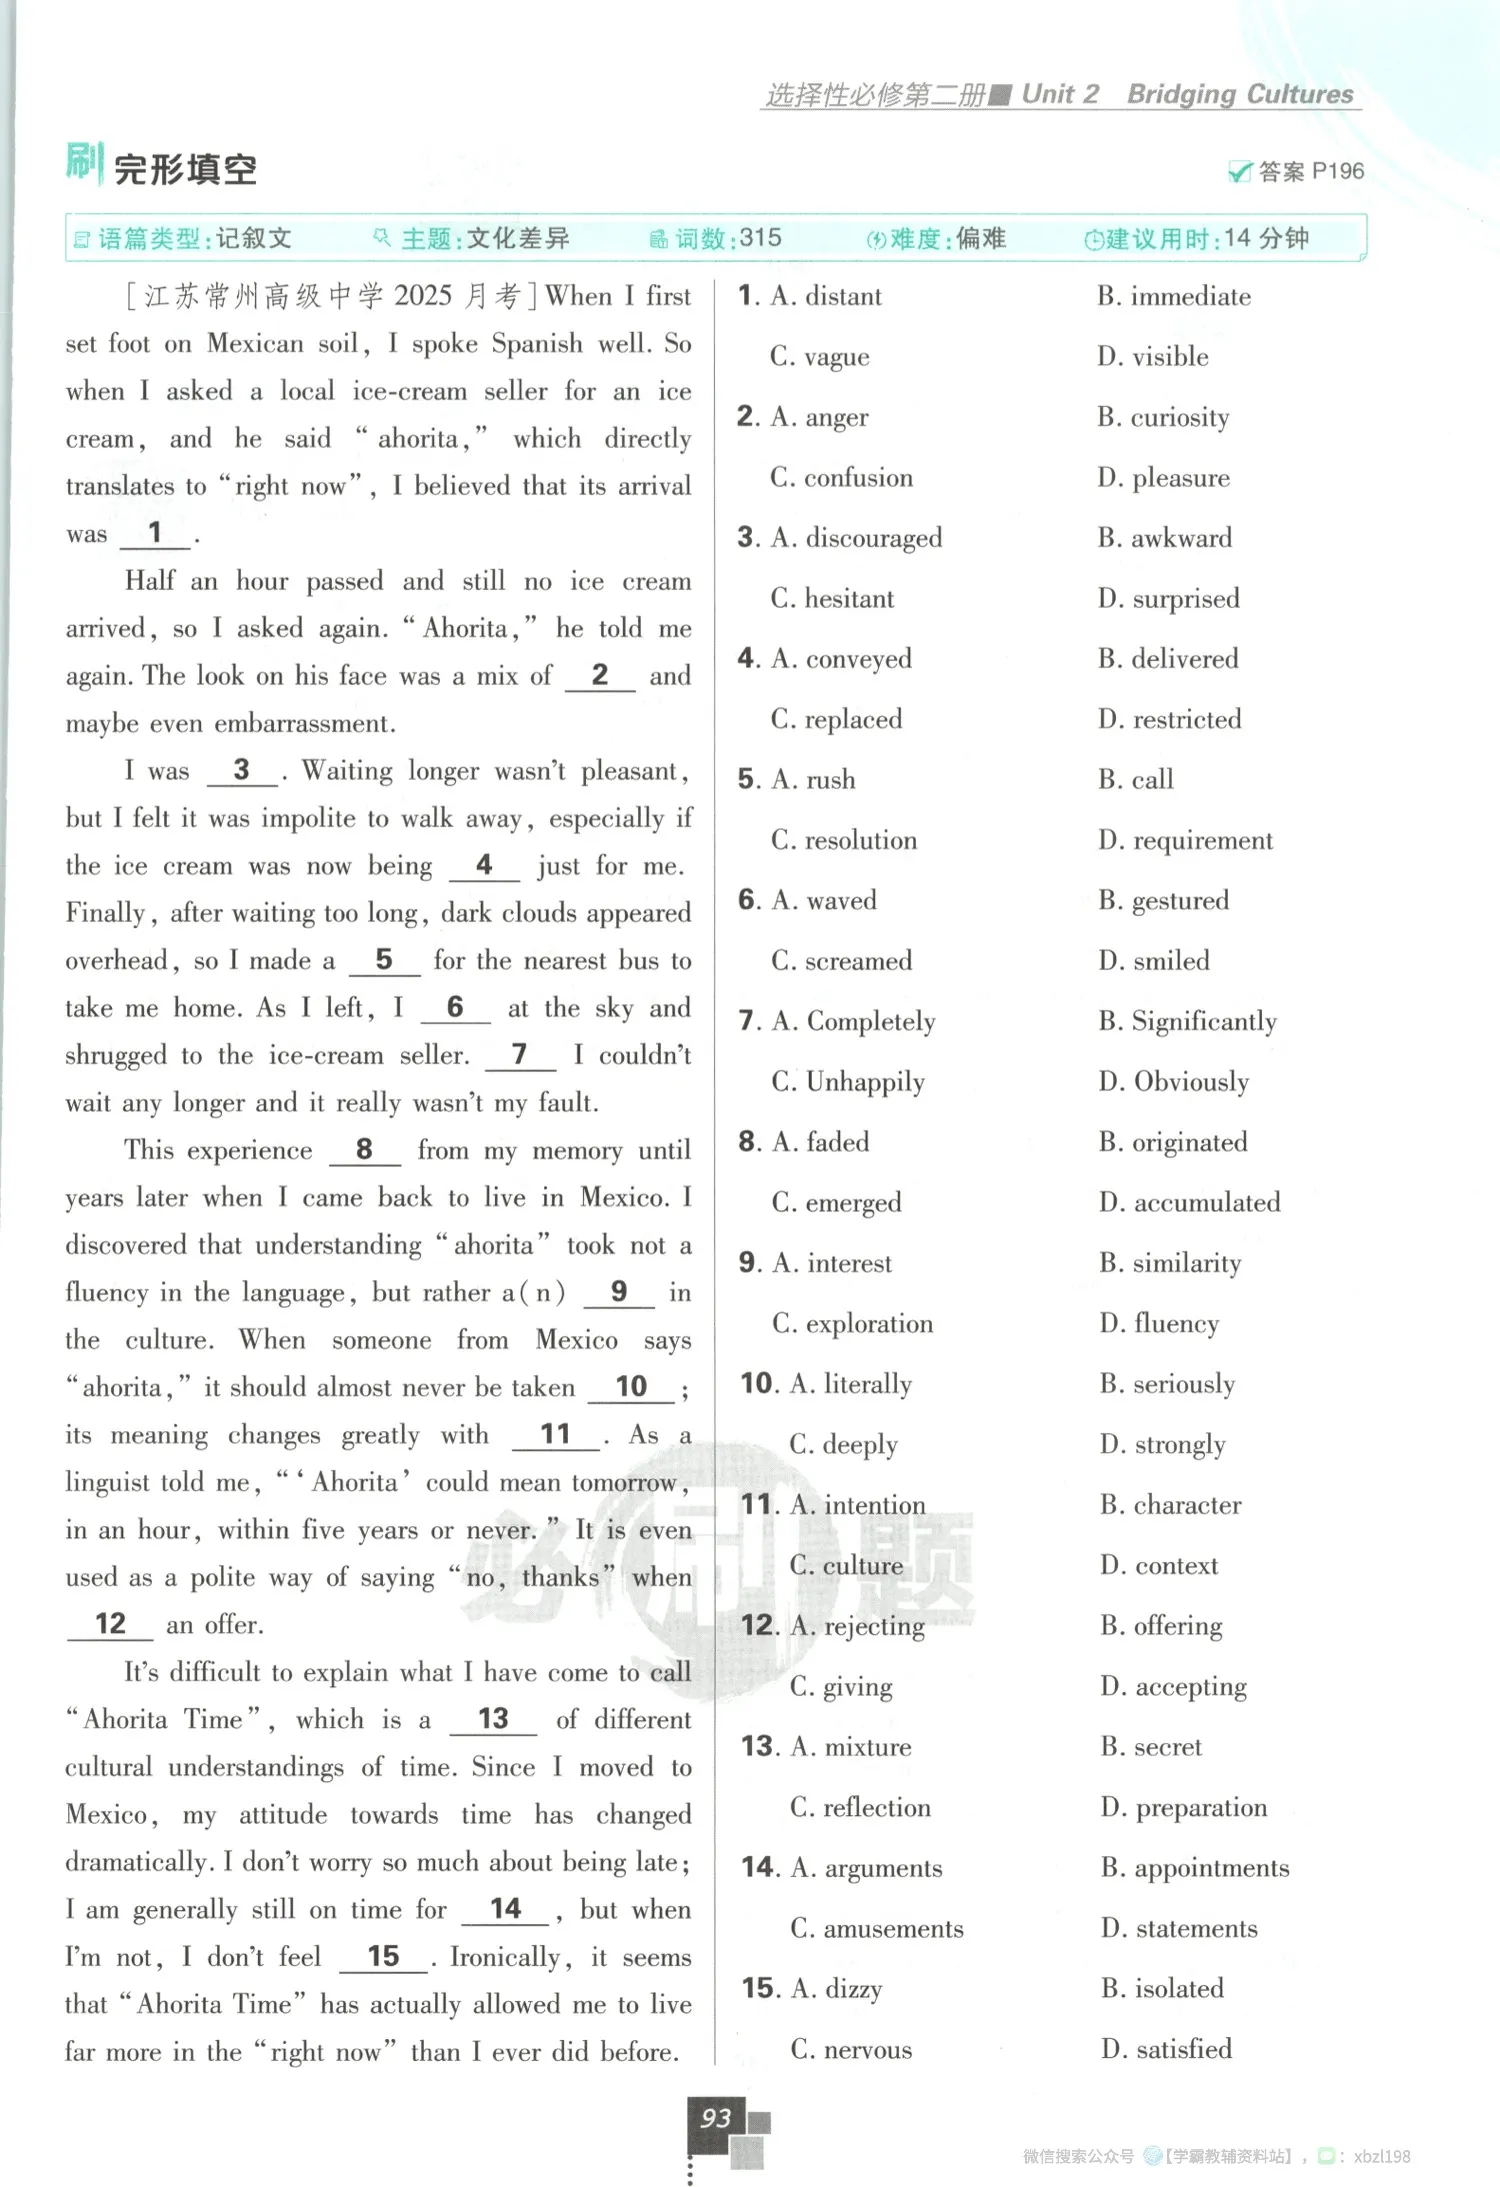 选择性必修第二册■ Unit 2 Bridging Cultures
刷 完形填空
答案 P196
语篇类型:记叙文 主题:文化差异 词数:315 难度:偏难 建议用时:14 分钟
[江苏常州高级中学 2025 月考]When I first
set foot on Mexican soil, I spoke Spanish well. So
when I asked a local ice-cream seller for an ice
cream, and he said “ahorita,” which directly
translates to “right now”, I believed that its arrival
was 1 .
Half an hour passed and still no ice cream
arrived, so I asked again. “Ahorita,” he told me
again. The look on his face was a mix of 2 and
maybe even embarrassment.
I was 3 . Waiting longer wasn't pleasant,
but I felt it was impolite to walk away, especially if
the ice cream was now being 4 just for me.
Finally, after waiting too long, dark clouds appeared
overhead, so I made a 5 for the nearest bus to
take me home. As I left, I 6 at the sky and
shrugged to the ice-cream seller. 7 I couldn't
wait any longer and it really wasn't my fault.
This experience 8 from my memory until
years later when I came back to live in Mexico. I
discovered that understanding “ahorita” took not a
fluency in the language, but rather a(n) 9 in
the culture. When someone from Mexico says
“ahorita,” it should almost never be taken 10 ;
its meaning changes greatly with 11 . As a
linguist told me, “‘Ahorita’ could mean tomorrow,
in an hour, within five years or never.” It is even
used as a polite way of saying “no, thanks” when
12 an offer.
It's difficult to explain what I have come to call
“Ahorita Time”, which is a 13 of different
cultural understandings of time. Since I moved to
Mexico, my attitude towards time has changed
dramatically. I don't worry so much about being late;
I am generally still on time for 14 , but when
I'm not, I don't feel 15 . Ironically, it seems
that “Ahorita Time” has actually allowed me to live
far more in the “right now” than I ever did before.
1. A. distant B. immediate
C. vague D. visible
2. A. anger B. curiosity
C. confusion D. pleasure
3. A. discouraged B. awkward
C. hesitant D. surprised
4. A. conveyed B. delivered
C. replaced D. restricted
5. A. rush B. call
C. resolution D. requirement
6. A. waved B. gestured
C. screamed D. smiled
7. A. Completely B. Significantly
C. Unhappily D. Obviously
8. A. faded B. originated
C. emerged D. accumulated
9. A. interest B. similarity
C. exploration D. fluency
10. A. literally B. seriously
C. deeply D. strongly
11. A. intention B. character
C. culture D. context
12. A. rejecting B. offering
C. giving D. accepting
13. A. mixture B. secret
C. reflection D. preparation
14. A. arguments B. appointments
C. amusements D. statements
15. A. dizzy B. isolated
C. nervous D. satisfied
必刷题
93
微信搜索公众号【学霸教辅资料站】，：xbzl198